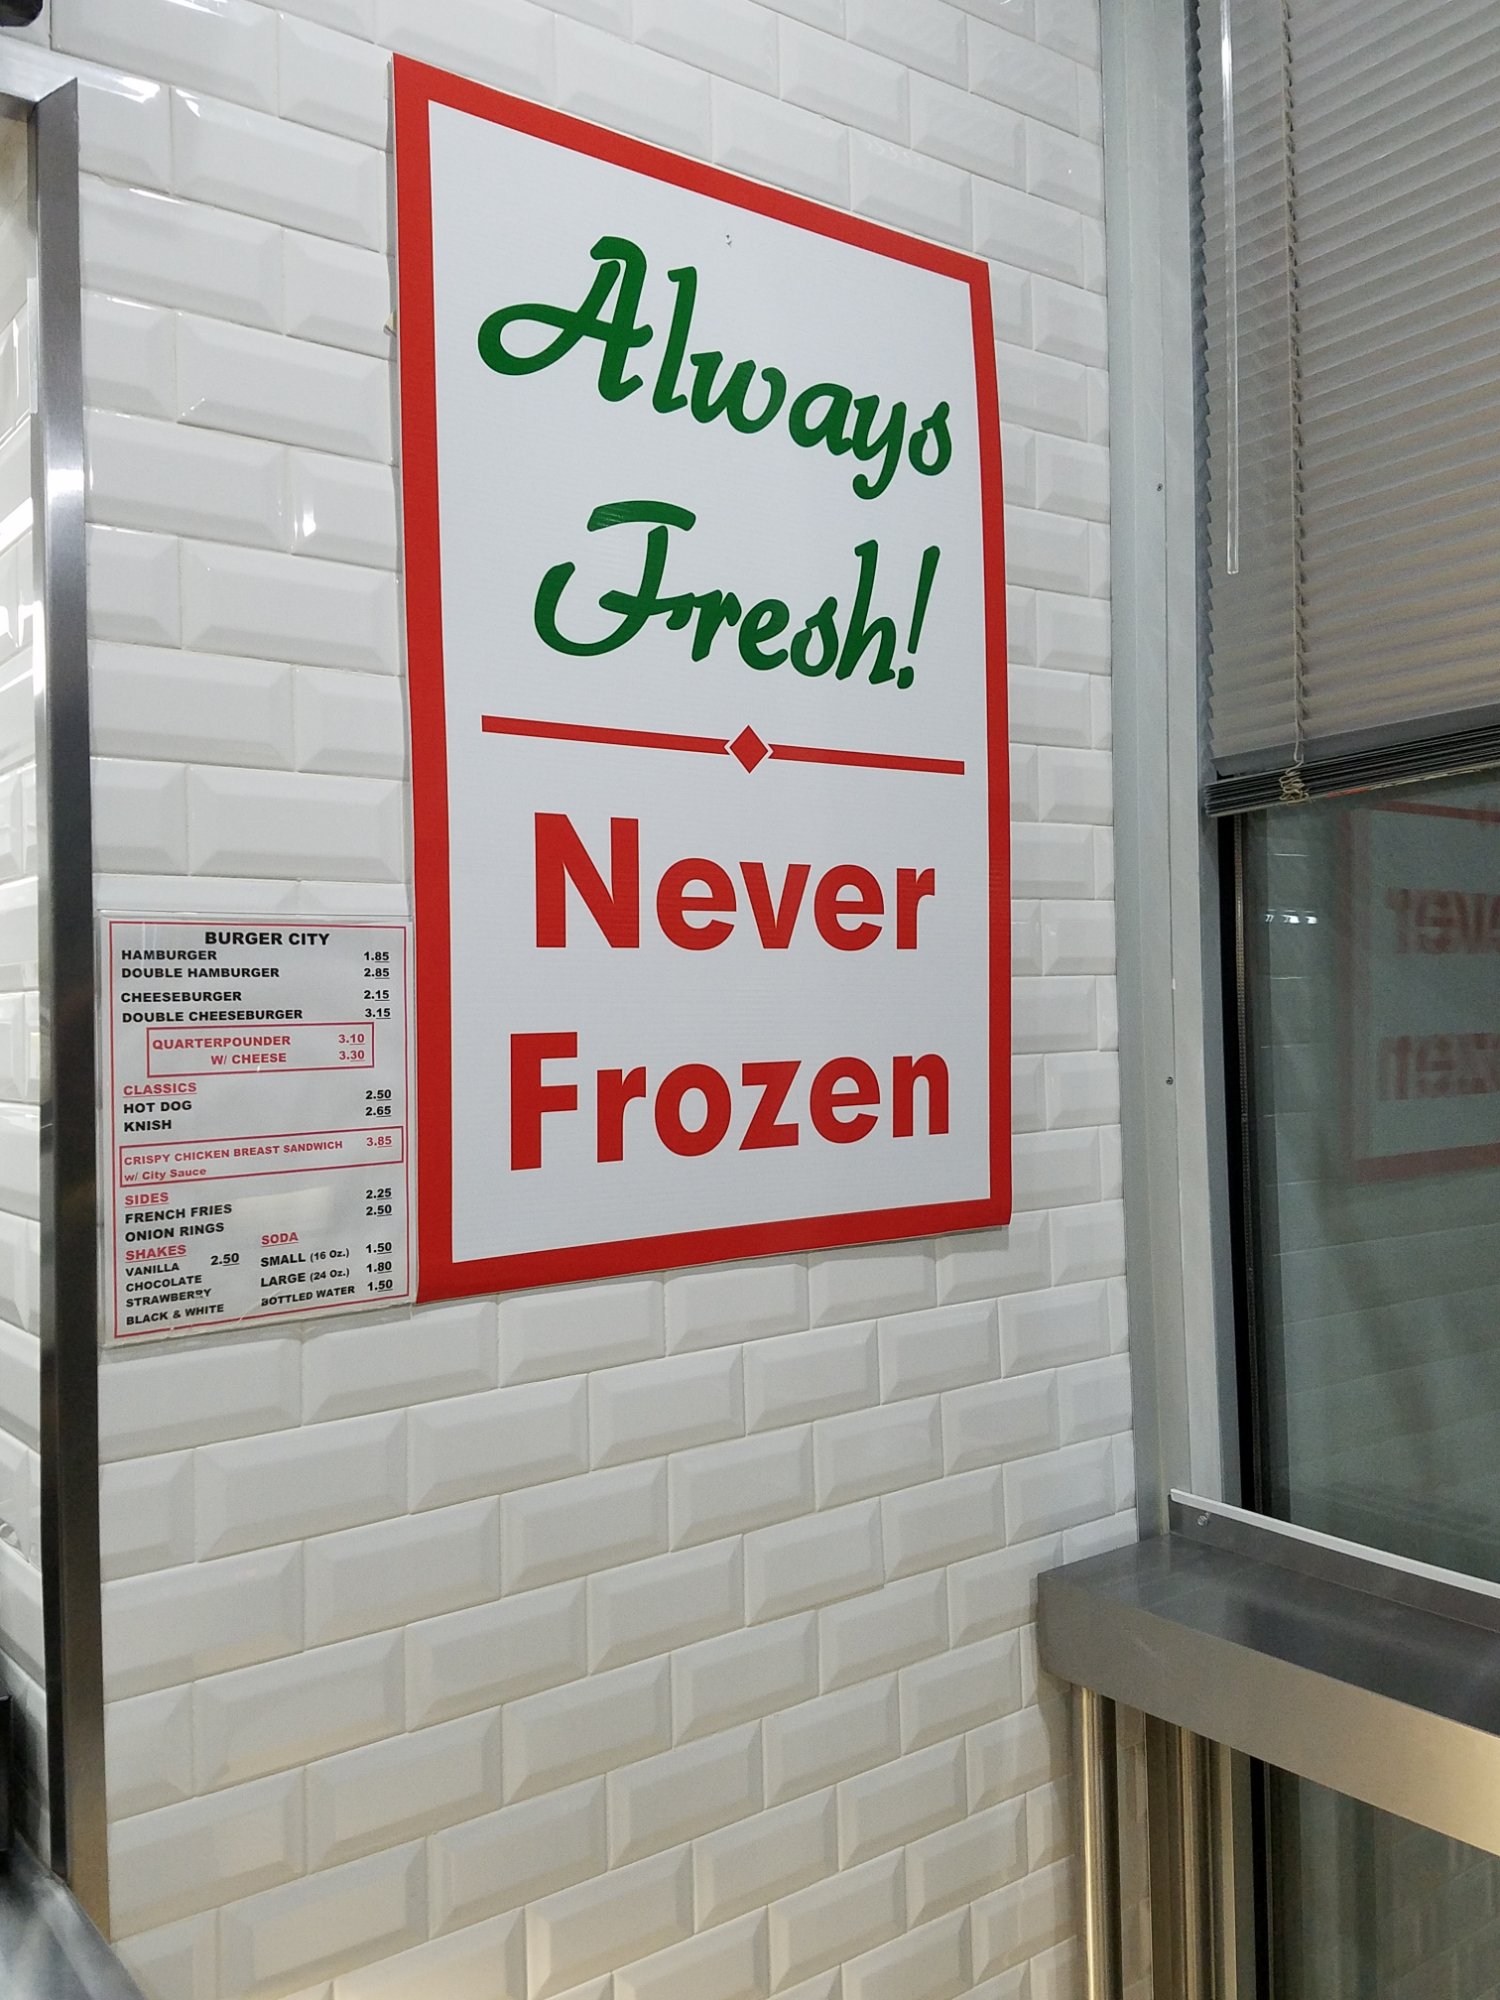 Always
Fresh!
Never
Frozen
BURGER CITY
HAMBURGER 1.85
DOUBLE HAMBURGER 2.85
CHEESEBURGER 2.15
DOUBLE CHEESEBURGER 3.15
QUARTERPOUNDER 3.10
W/ CHEESE 3.30
CLASSICS
HOT DOG 2.50
KNISH 2.65
CRISPY CHICKEN BREAST SANDWICH 3.85
w/ City Sauce
SIDES
FRENCH FRIES 2.25
ONION RINGS 2.50
SHAKES
VANILLA 2.50
CHOCOLATE
STRAWBERRY
BLACK & WHITE
SODA
SMALL (16 Oz.) 1.50
LARGE (24 Oz.) 1.80
BOTTLED WATER 1.50